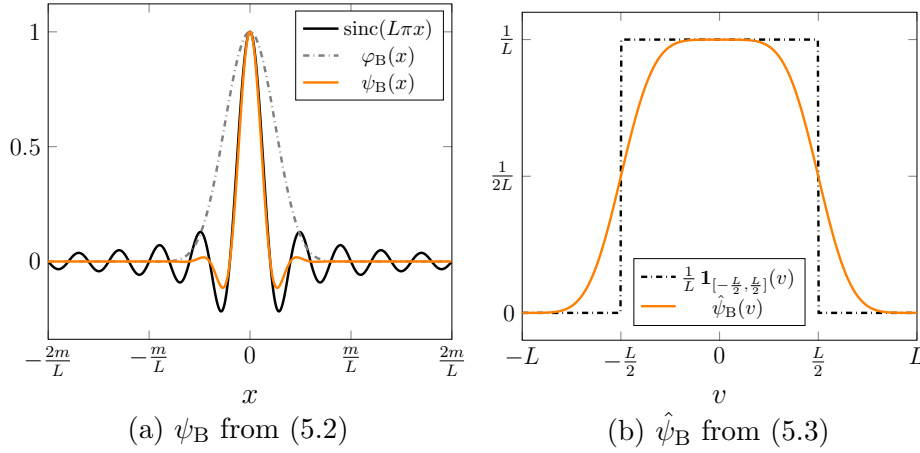 1
0.5
0
sinc(Lπx)
φ_B(x)
ψ_B(x)
−2m/L −m/L 0 m/L 2m/L
x
(a) ψ_B from (5.2)
1/L
1/2L
0
1/L 1_[−L/2, L/2](v)
ψ̂_B(v)
−L −L/2 0 L/2 L
v
(b) ψ̂_B from (5.3)